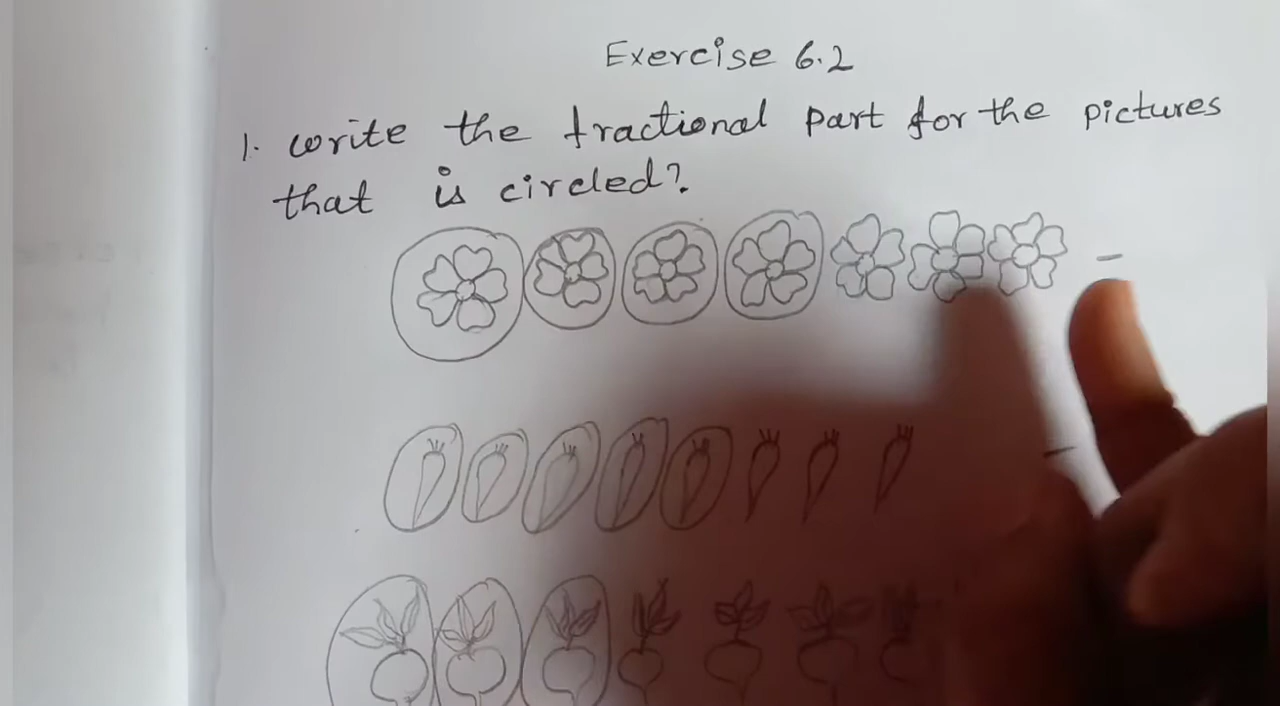 Exercise 6.2
1. write the fractional part for the pictures
that is circled?